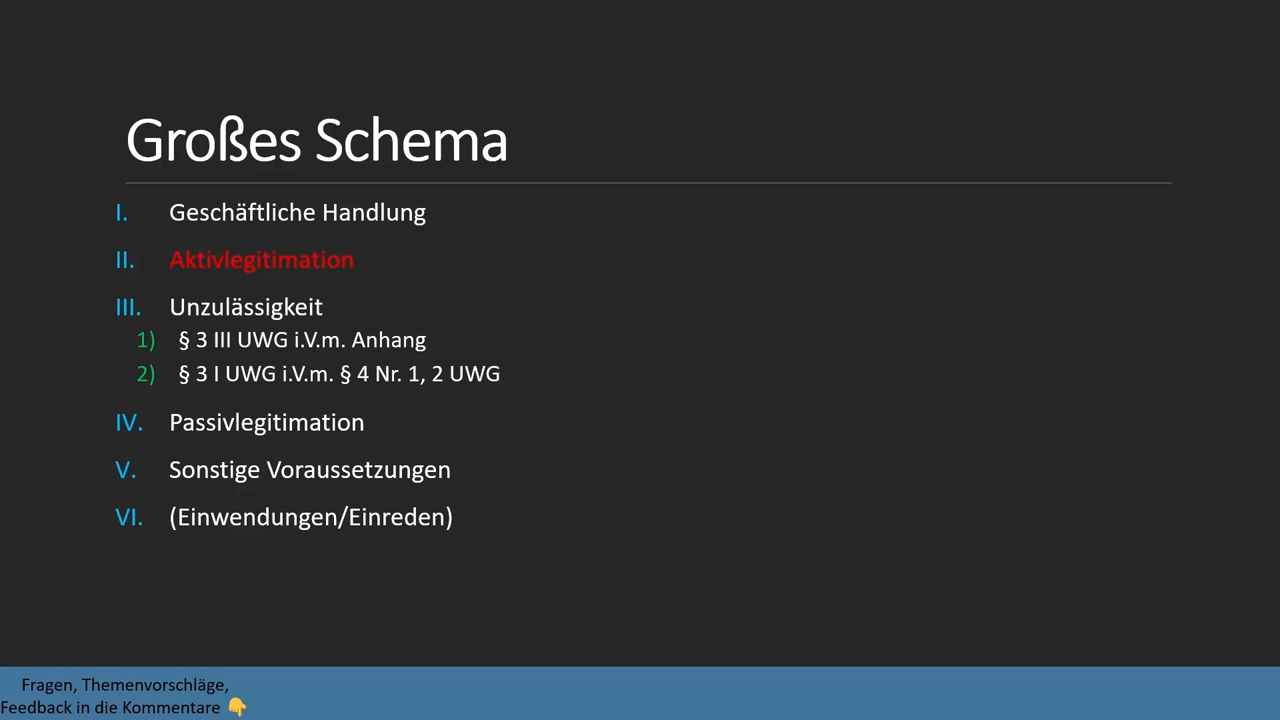 Großes Schema
I. Geschäftliche Handlung
II. Aktivlegitimation
III. Unzulässigkeit
1) § 3 III UWG i.V.m. Anhang
2) § 3 I UWG i.V.m. § 4 Nr. 1, 2 UWG
IV. Passivlegitimation
V. Sonstige Voraussetzungen
VI. (Einwendungen/Einreden)
Fragen, Themenvorschläge,
Feedback in die Kommentare 👇